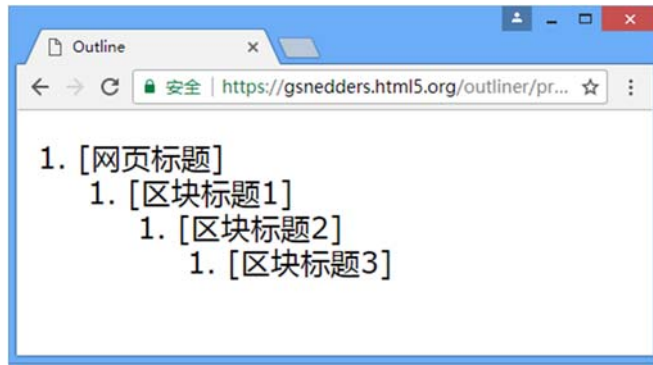 Outline
安全 | https://gsnedders.html5.org/outliner/pr...
1. [网页标题]
1. [区块标题1]
1. [区块标题2]
1. [区块标题3]